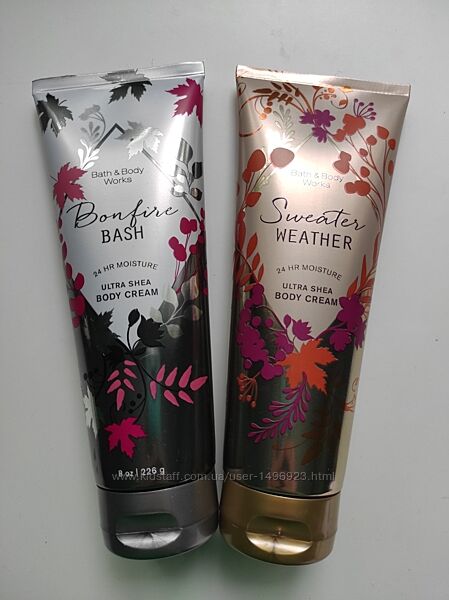 Bath & Body
Works
Bonfire
BASH
24 HR MOISTURE
ULTRA SHEA
BODY CREAM
8 oz | 226 g
Bath & Body
Works
Sweater
WEATHER
24 HR MOISTURE
ULTRA SHEA
BODY CREAM
www.kidstaff.com.ua/user-1496923.html